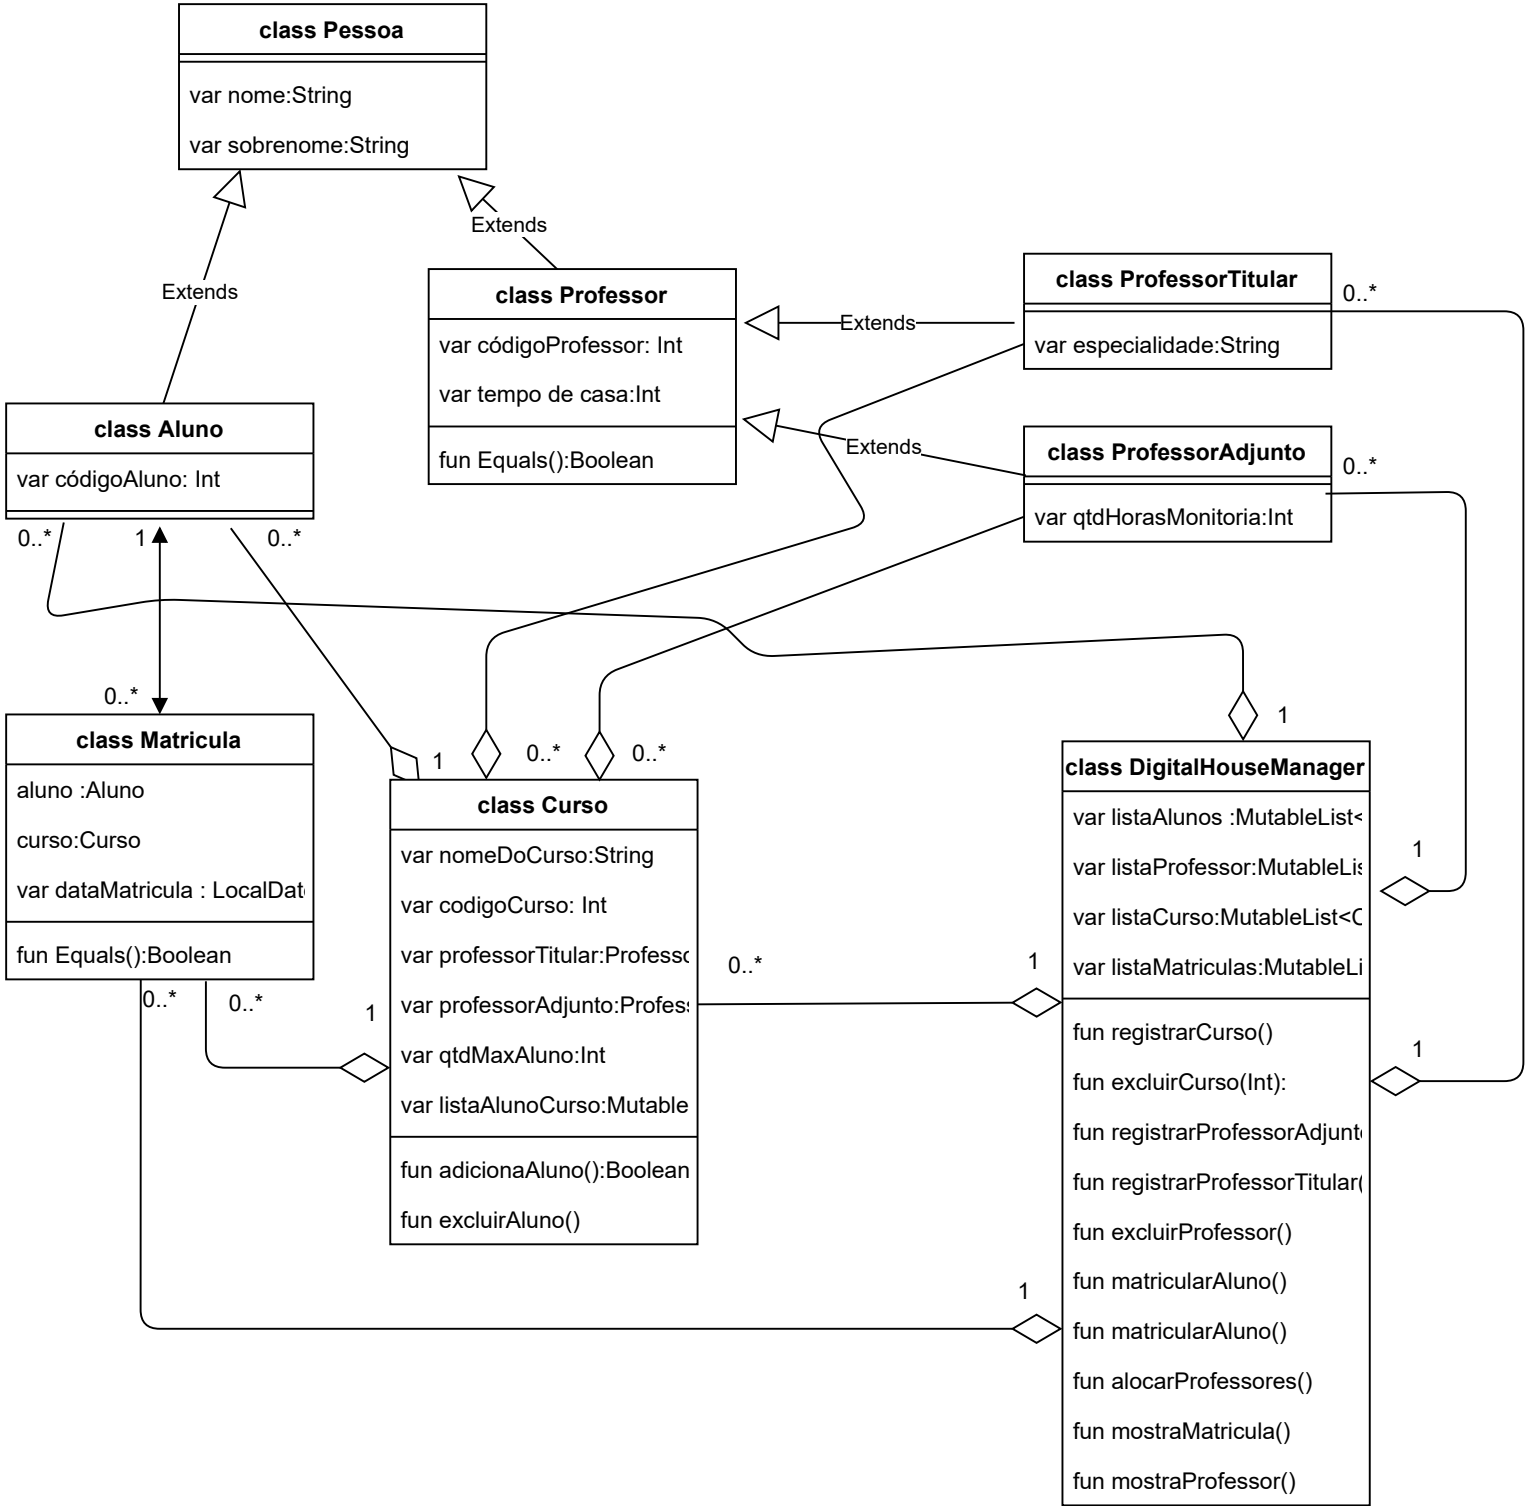 class Pessoa
var nome:String
var sobrenome:String
Extends
Extends
Extends
Extends
class Professor
var códigoProfessor: Int
var tempo de casa:Int
fun Equals():Boolean
class ProfessorTitular
var especialidade:String
0..*
class ProfessorAdjunto
var qtdHorasMonitoria:Int
0..*
class Aluno
var códigoAluno: Int
0..*
1
0..*
0..*
class Matricula
aluno :Aluno
curso:Curso
var dataMatricula : LocalDat
fun Equals():Boolean
0..*
0..*
1
1
0..*
0..*
class Curso
var nomeDoCurso:String
var codigoCurso: Int
var professorTitular:Professo
var professorAdjunto:Profess
var qtdMaxAluno:Int
var listaAlunoCurso:Mutable
fun adicionaAluno():Boolean
fun excluirAluno()
0..*
1
1
1
1
1
class DigitalHouseManager
var listaAlunos :MutableList<
var listaProfessor:MutableLis
var listaCurso:MutableList<C
var listaMatriculas:MutableLi
fun registrarCurso()
fun excluirCurso(Int):
fun registrarProfessorAdjunto
fun registrarProfessorTitular(
fun excluirProfessor()
fun matricularAluno()
fun matricularAluno()
fun alocarProfessores()
fun mostraMatricula()
fun mostraProfessor()